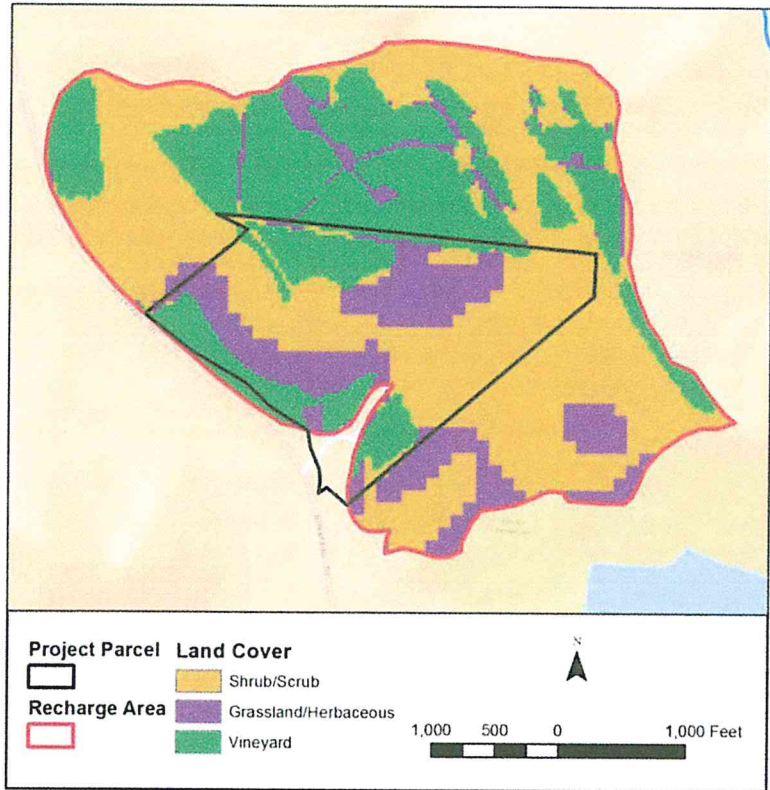 Project Parcel
Land Cover
Shrub/Scrub
Recharge Area
Grassland/Herbaceous
Vineyard
N
1,000 500 0 1,000 Feet